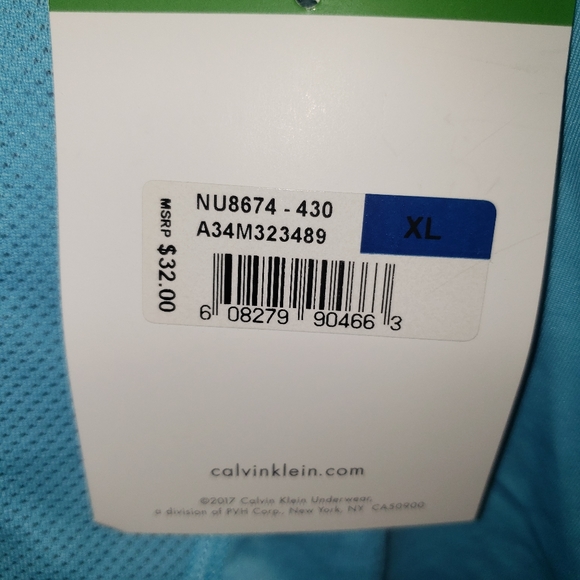 NU8674 - 430
A34M323489
XL
MSRP $32.00
6 08279 90466 3
calvinklein.com
©2017 Calvin Klein Underwear,
a division of PVH Corp., New York, NY CA50900